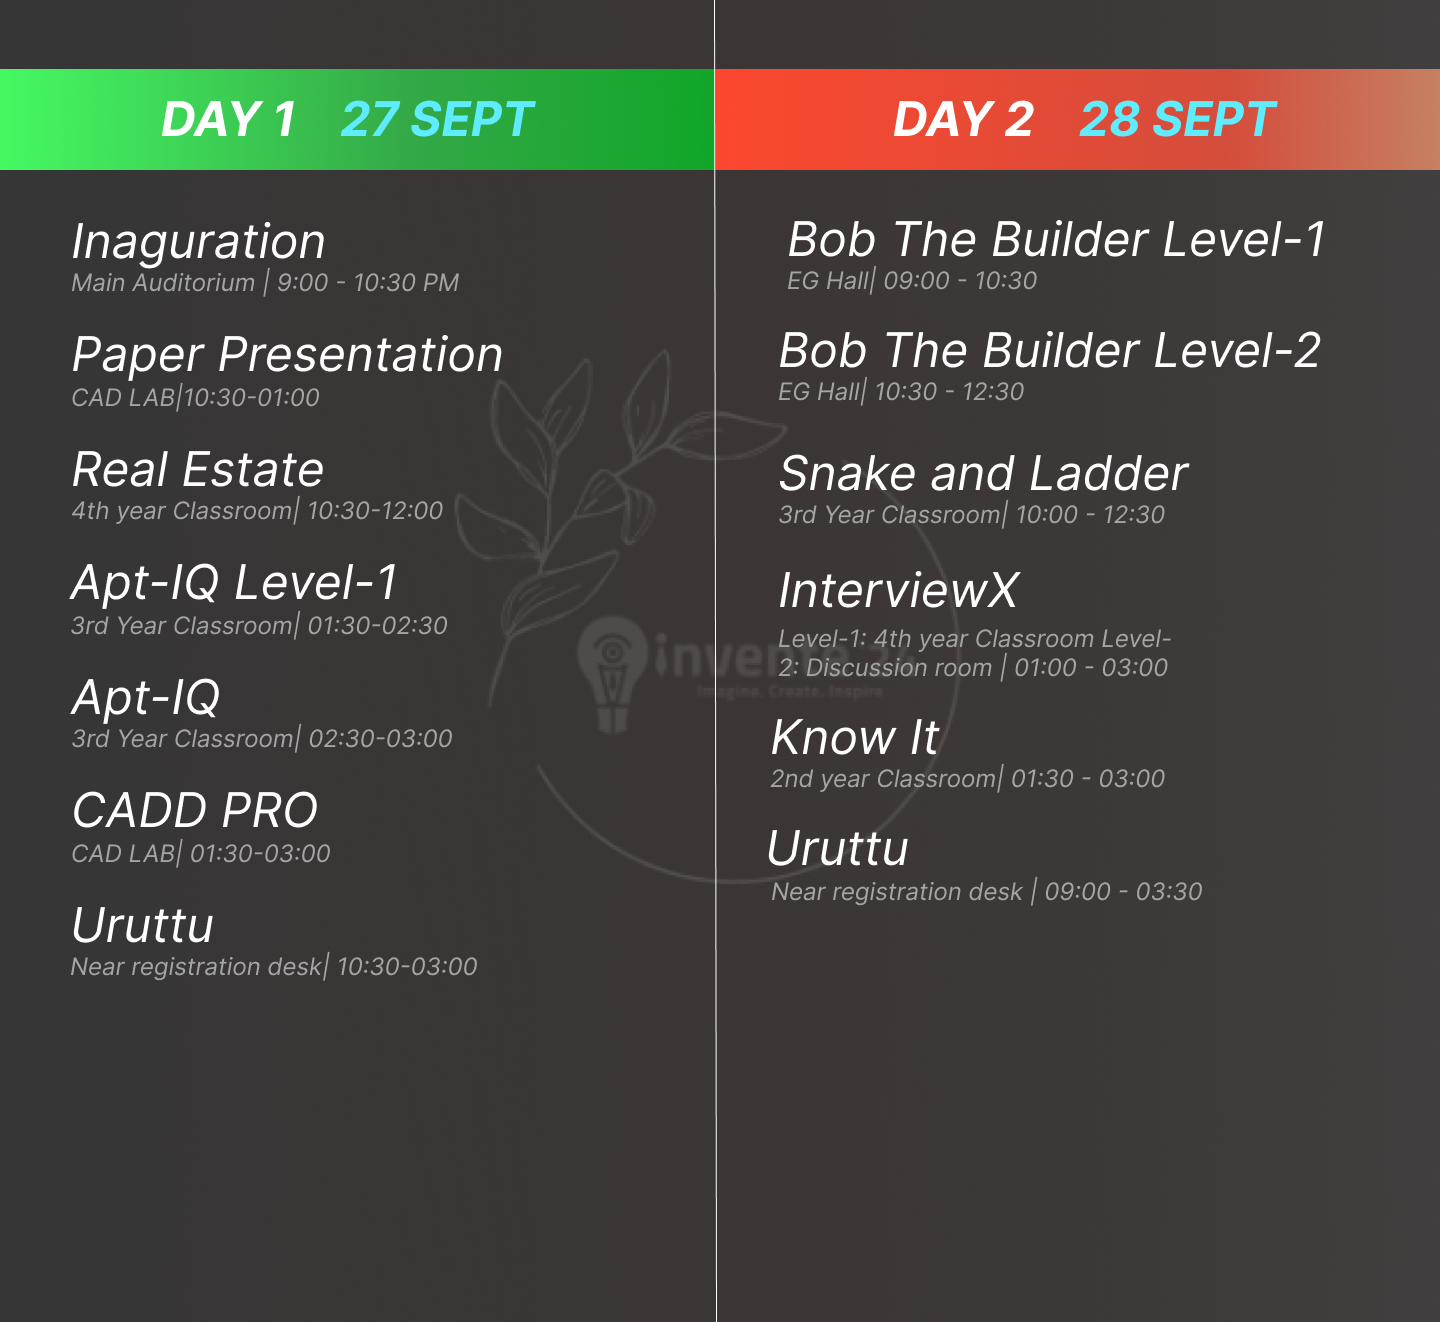 DAY 1 27 SEPT
Inaguration
Main Auditorium | 9:00 - 10:30 PM
Paper Presentation
CAD LAB|10:30-01:00
Real Estate
4th year Classroom| 10:30-12:00
Apt-IQ Level-1
3rd Year Classroom| 01:30-02:30
Apt-IQ
3rd Year Classroom| 02:30-03:00
CADD PRO
CAD LAB| 01:30-03:00
Uruttu
Near registration desk| 10:30-03:00
DAY 2 28 SEPT
Bob The Builder Level-1
EG Hall| 09:00 - 10:30
Bob The Builder Level-2
EG Hall| 10:30 - 12:30
Snake and Ladder
3rd Year Classroom| 10:00 - 12:30
InterviewX
Level-1: 4th year Classroom Level-
2: Discussion room | 01:00 - 03:00
Know It
2nd year Classroom| 01:30 - 03:00
Uruttu
Near registration desk | 09:00 - 03:30
invente'24
Imagine. Create. Inspire